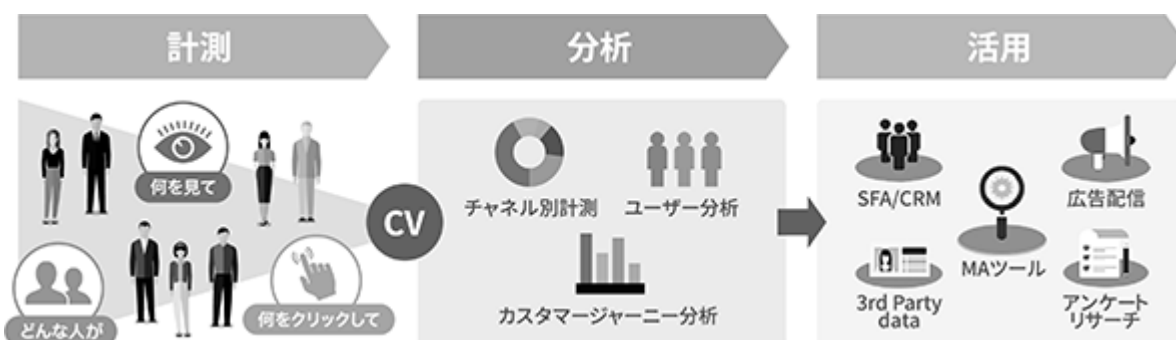 計測
分析
活用
何を見て
どんな人が
何をクリックして
CV
チャネル別計測
ユーザー分析
カスタマージャーニー分析
SFA/CRM
広告配信
MAツール
3rd Party
data
アンケート
リサーチ